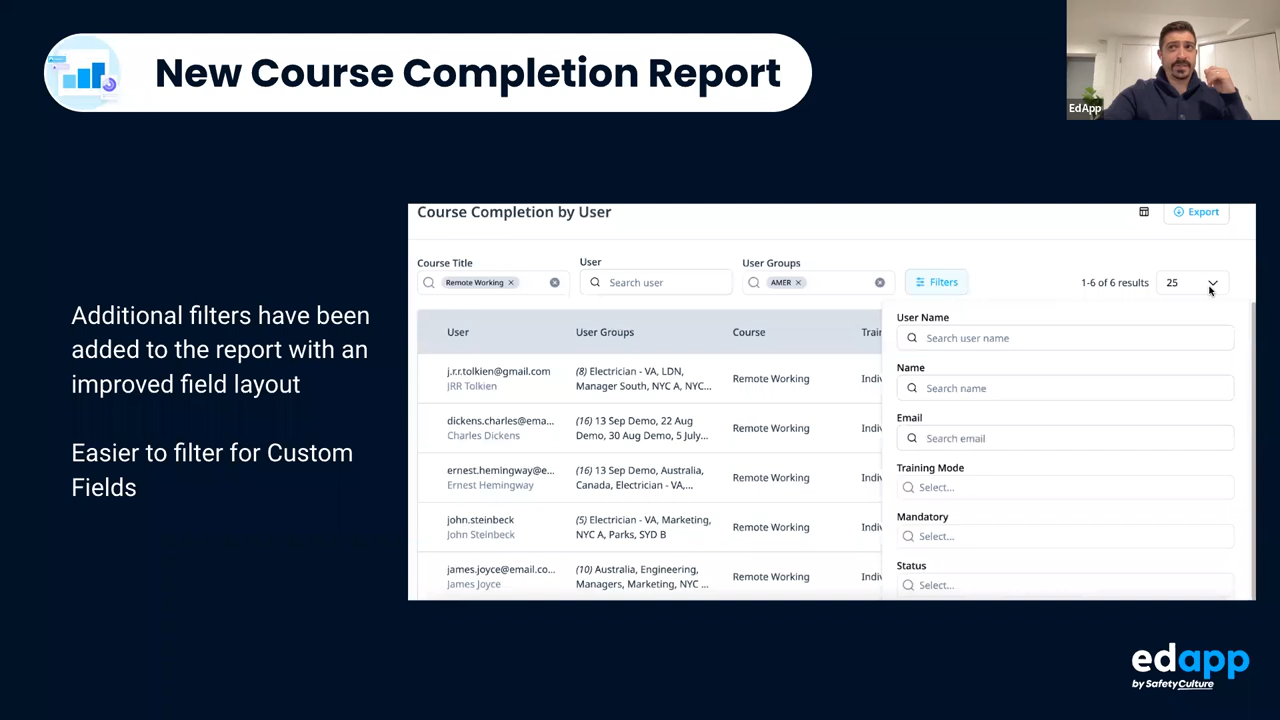 New Course Completion Report
EdApp
Additional filters have been
added to the report with an
improved field layout
Easier to filter for Custom
Fields
Course Completion by User
Export
Course Title
User
User Groups
Remote Working
Search user
AMER
Filters
1-6 of 6 results
25
User
User Groups
Course
Train
j.r.r.tolkien@gmail.com
JRR Tolkien
(8) Electrician - VA, LDN,
Manager South, NYC A, NYC...
Remote Working
Indiv
dickens.charles@ema...
Charles Dickens
(16) 13 Sep Demo, 22 Aug
Demo, 30 Aug Demo, 5 July...
Remote Working
Indiv
ernest.hemingway@e...
Ernest Hemingway
(16) 13 Sep Demo, Australia,
Canada, Electrician - VA,...
Remote Working
Indiv
john.steinbeck
John Steinbeck
(5) Electrician - VA, Marketing,
NYC A, Parks, SYD B
Remote Working
Indiv
james.joyce@email.co...
James Joyce
(10) Australia, Engineering,
Managers, Marketing, NYC ...
Remote Working
Indiv
User Name
Search user name
Name
Search name
Email
Search email
Training Mode
Select...
Mandatory
Select...
Status
Select...
edapp
by SafetyCulture